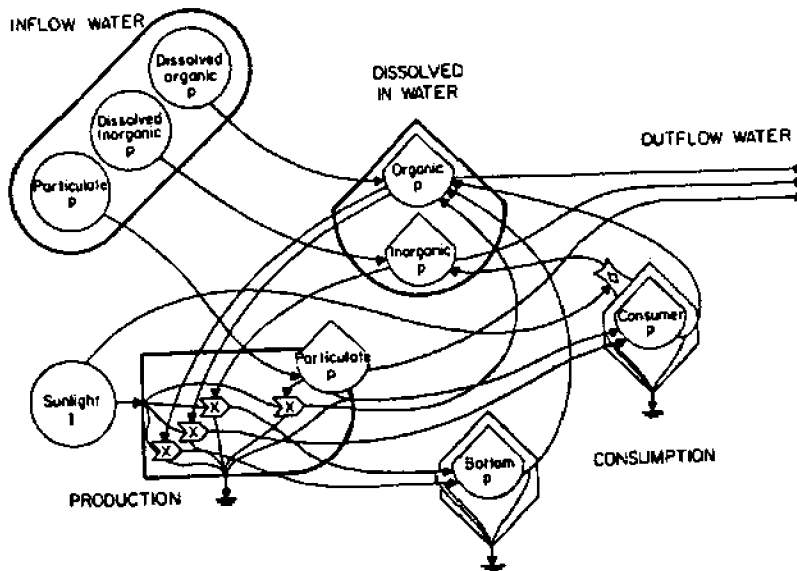 INFLOW WATER
Dissolved
organic
p
Dissolved
Inorganic
p
Particulate
p
DISSOLVED
IN WATER
Organic
p
Inorganic
p
OUTFLOW WATER
Consumer
p
Particulate
p
Sunlight
I
X
X
X
X
Bottom
p
PRODUCTION
CONSUMPTION